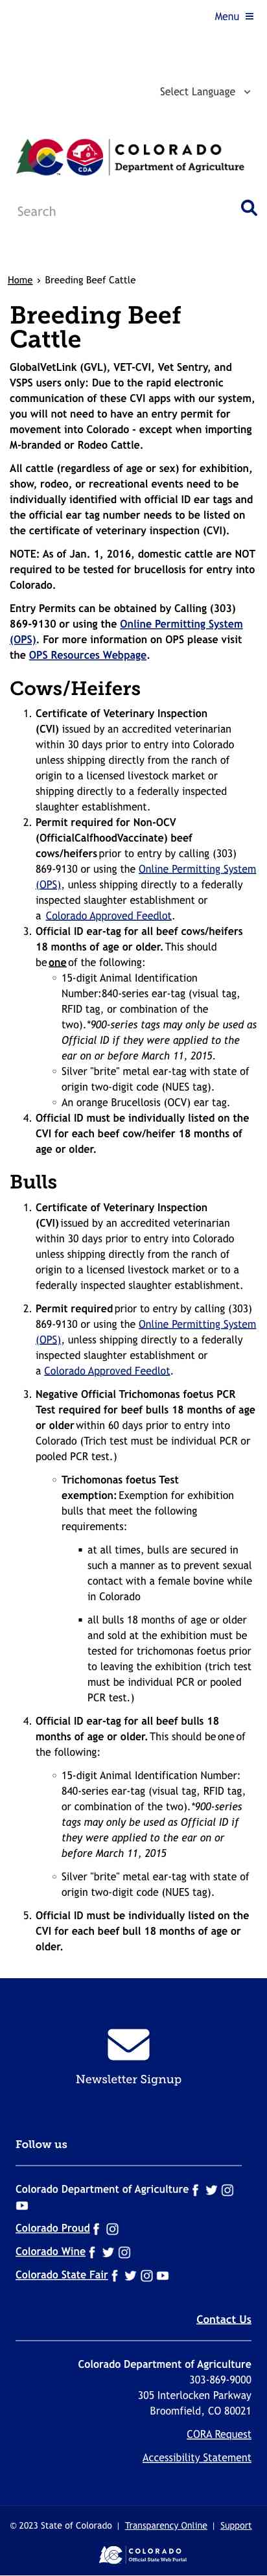 Menu
Select Language
CDA
COLORADO
Department of Agriculture
Search
Home › Breeding Beef Cattle
Breeding Beef
Cattle
GlobalVetLink (GVL), VET-CVI, Vet Sentry, and
VSPS users only: Due to the rapid electronic
communication of these CVI apps with our system,
you will not need to have an entry permit for
movement into Colorado - except when importing
M-branded or Rodeo Cattle.
All cattle (regardless of age or sex) for exhibition,
show, rodeo, or recreational events need to be
individually identified with official ID ear tags and
the official ear tag number needs to be listed on
the certificate of veterinary inspection (CVI).
NOTE: As of Jan. 1, 2016, domestic cattle are NOT
required to be tested for brucellosis for entry into
Colorado.
Entry Permits can be obtained by Calling (303)
869-9130 or using the Online Permitting System
(OPS). For more information on OPS please visit
the OPS Resources Webpage.
Cows/Heifers
1. Certificate of Veterinary Inspection
(CVI) issued by an accredited veterinarian
within 30 days prior to entry into Colorado
unless shipping directly from the ranch of
origin to a licensed livestock market or
shipping directly to a federally inspected
slaughter establishment.
2. Permit required for Non-OCV
(OfficialCalfhoodVaccinate) beef
cows/heifers prior to entry by calling (303)
869-9130 or using the Online Permitting System
(OPS), unless shipping directly to a federally
inspected slaughter establishment or
a Colorado Approved Feedlot.
3. Official ID ear-tag for all beef cows/heifers
18 months of age or older. This should
be one of the following:
15-digit Animal Identification
Number:840-series ear-tag (visual tag,
RFID tag, or combination of the
two).*900-series tags may only be used as
Official ID if they were applied to the
ear on or before March 11, 2015.
Silver "brite" metal ear-tag with state of
origin two-digit code (NUES tag).
An orange Brucellosis (OCV) ear tag.
4. Official ID must be individually listed on the
CVI for each beef cow/heifer 18 months of
age or older.
Bulls
1. Certificate of Veterinary Inspection
(CVI) issued by an accredited veterinarian
within 30 days prior to entry into Colorado
unless shipping directly from the ranch of
origin to a licensed livestock market or to a
federally inspected slaughter establishment.
2. Permit required prior to entry by calling (303)
869-9130 or using the Online Permitting System
(OPS), unless shipping directly to a federally
inspected slaughter establishment or
a Colorado Approved Feedlot.
3. Negative Official Trichomonas foetus PCR
Test required for beef bulls 18 months of age
or older within 60 days prior to entry into
Colorado (Trich test must be individual PCR or
pooled PCR test.)
Trichomonas foetus Test
exemption: Exemption for exhibition
bulls that meet the following
requirements:
at all times, bulls are secured in
such a manner as to prevent sexual
contact with a female bovine while
in Colorado
all bulls 18 months of age or older
and sold at the exhibition must be
tested for trichomonas foetus prior
to leaving the exhibition (trich test
must be individual PCR or pooled
PCR test.)
4. Official ID ear-tag for all beef bulls 18
months of age or older. This should be one of
the following:
15-digit Animal Identification Number:
840-series ear-tag (visual tag, RFID tag,
or combination of the two).*900-series
tags may only be used as Official ID if
they were applied to the ear on or
before March 11, 2015
Silver "brite" metal ear-tag with state of
origin two-digit code (NUES tag).
5. Official ID must be individually listed on the
CVI for each beef bull 18 months of age or
older.
Newsletter Signup
Follow us
Colorado Department of Agriculture
Colorado Proud
Colorado Wine
Colorado State Fair
Contact Us
Colorado Department of Agriculture
303-869-9000
305 Interlocken Parkway
Broomfield, CO 80021
CORA Request
Accessibility Statement
© 2023 State of Colorado | Transparency Online | Support
COLORADO
Official State Web Portal